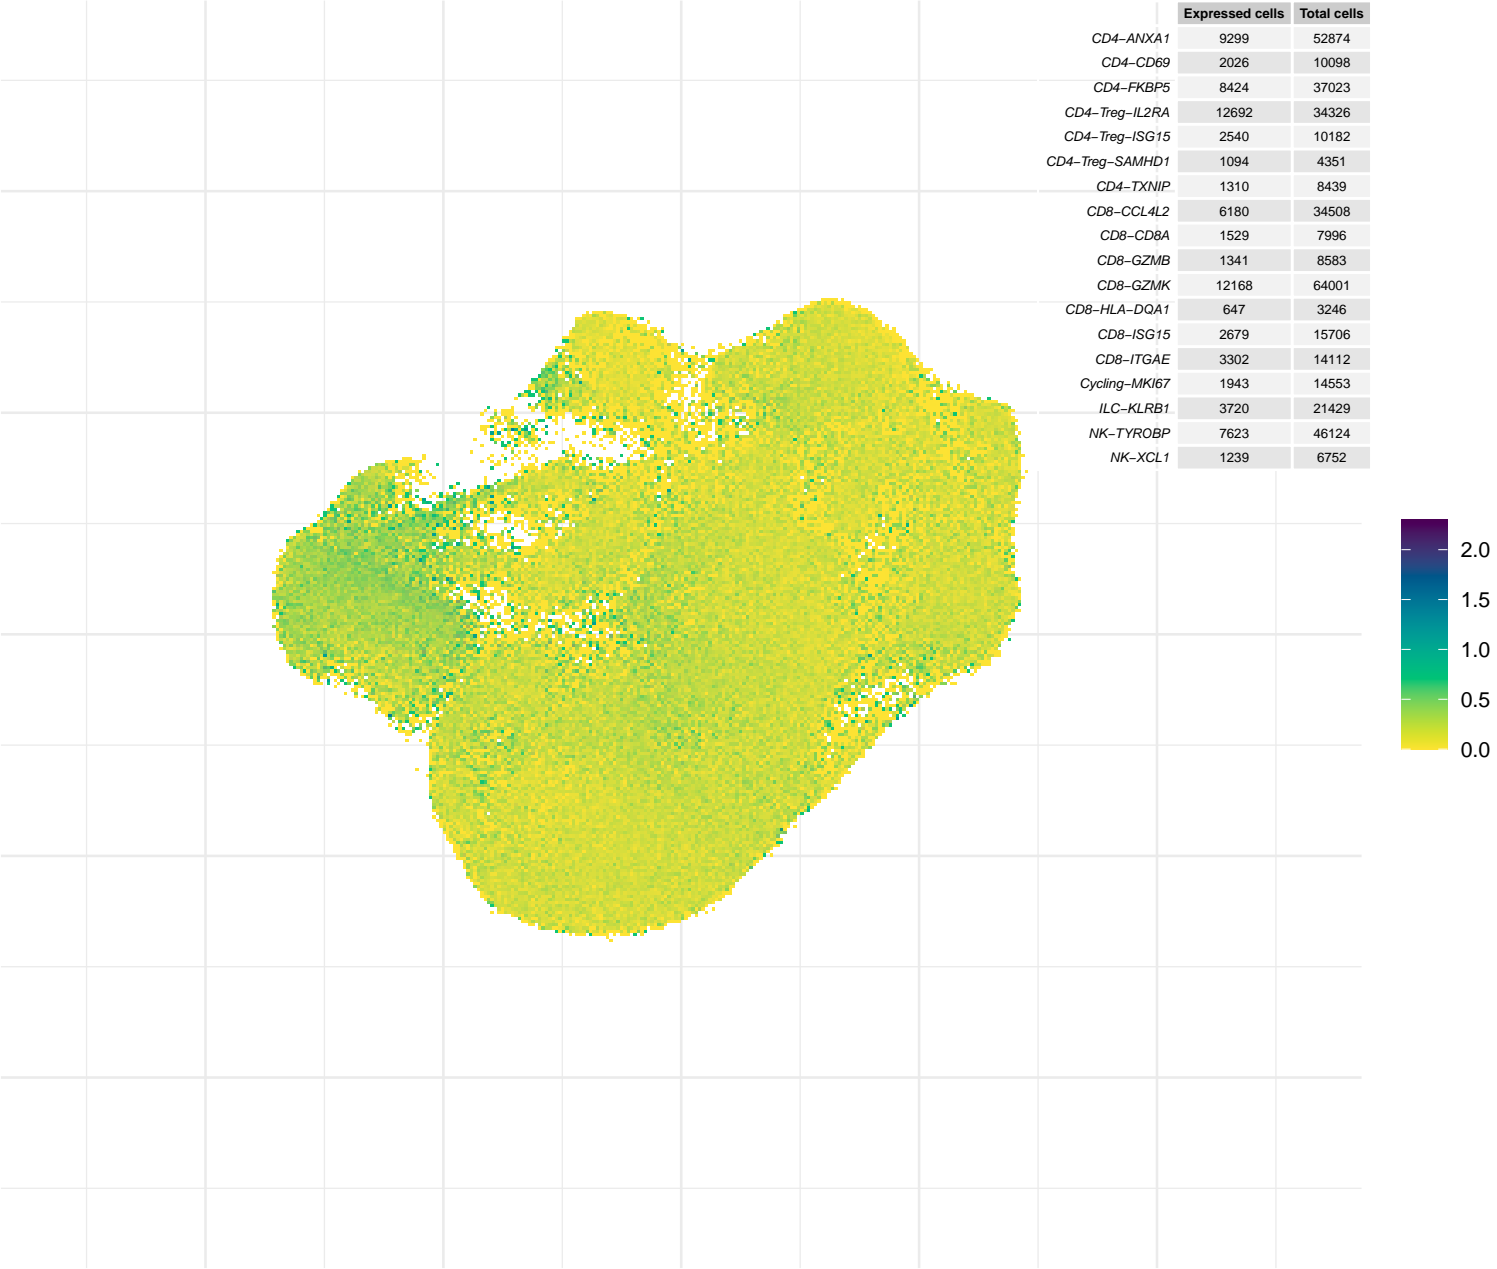 Expressed cells Total cells
CD4−ANXA1 9299 52874
CD4−CD69 2026 10098
CD4−FKBP5 8424 37023
CD4−Treg−IL2RA 12692 34326
CD4−Treg−ISG15 2540 10182
CD4−Treg−SAMHD1 1094 4351
CD4−TXNIP 1310 8439
CD8−CCL4L2 6180 34508
CD8−CD8A 1529 7996
CD8−GZMB 1341 8583
CD8−GZMK 12168 64001
CD8−HLA−DQA1 647 3246
CD8−ISG15 2679 15706
CD8−ITGAE 3302 14112
Cycling−MKI67 1943 14553
ILC−KLRB1 3720 21429
NK−TYROBP 7623 46124
NK−XCL1 1239 6752
2.0
1.5
1.0
0.5
0.0